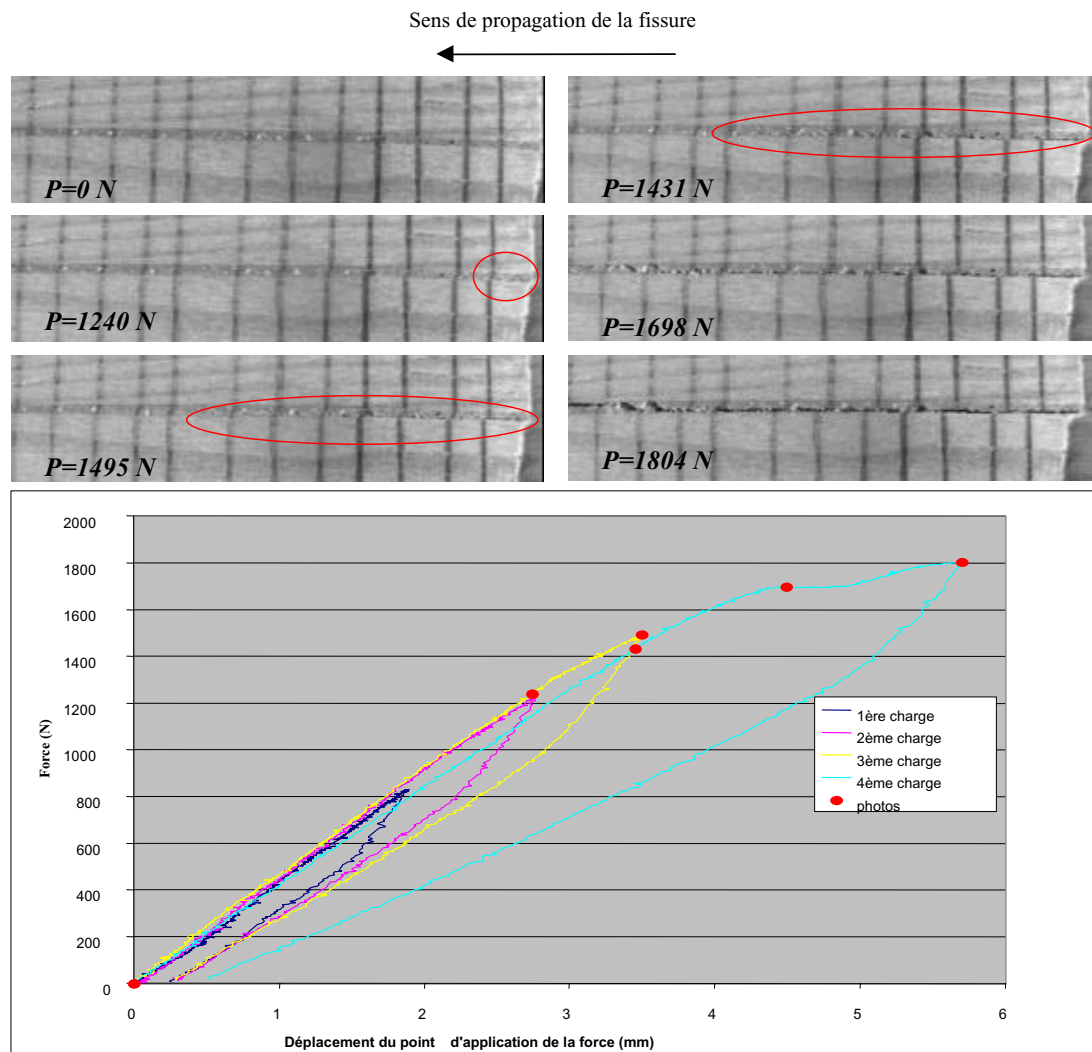 Sens de propagation de la fissure
P=0 N
P=1431 N
P=1240 N
P=1698 N
P=1495 N
P=1804 N
2000
1800
1600
1400
1200
1000
800
600
400
200
0
Force (N)
1ère charge
2ème charge
3ème charge
4ème charge
photos
0 1 2 3 4 5 6
Déplacement du point d'application de la force (mm)